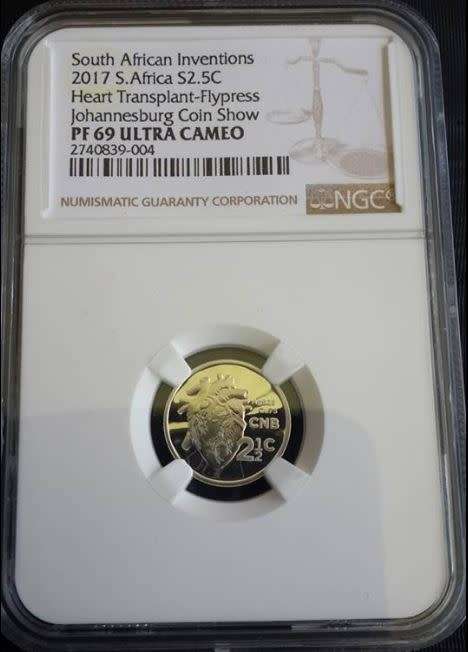 South African Inventions
2017 S.Africa S2.5C
Heart Transplant-Flypress
Johannesburg Coin Show
PF 69 ULTRA CAMEO
2740839-004
NUMISMATIC GUARANTY CORPORATION
NGC
CNB
2½C